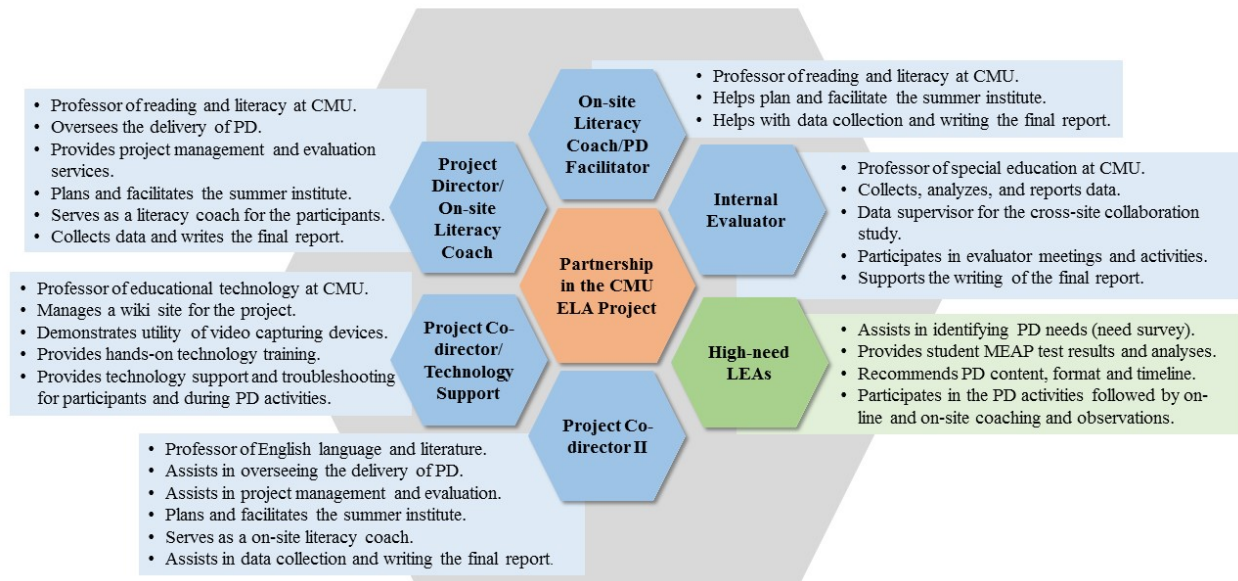 • Professor of reading and literacy at CMU.
• Oversees the delivery of PD.
• Provides project management and evaluation
services.
• Plans and facilitates the summer institute.
• Serves as a literacy coach for the participants.
• Collects data and writes the final report.
Project
Director/
On-site
Literacy
Coach
On-site
Literacy
Coach/PD
Facilitator
• Professor of reading and literacy at CMU.
• Helps plan and facilitate the summer institute.
• Helps with data collection and writing the final report.
Internal
Evaluator
• Professor of special education at CMU.
• Collects, analyzes, and reports data.
• Data supervisor for the cross-site collaboration
study.
• Participates in evaluator meetings and activities.
• Supports the writing of the final report.
Partnership
in the CMU
ELA Project
• Professor of educational technology at CMU.
• Manages a wiki site for the project.
• Demonstrates utility of video capturing devices.
• Provides hands-on technology training.
• Provides technology support and troubleshooting
for participants and during PD activities.
Project Co-
director/
Technology
Support
High-need
LEAs
• Assists in identifying PD needs (need survey).
• Provides student MEAP test results and analyses.
• Recommends PD content, format and timeline.
• Participates in the PD activities followed by on-
line and on-site coaching and observations.
Project Co-
director II
• Professor of English language and literature.
• Assists in overseeing the delivery of PD.
• Assists in project management and evaluation.
• Plans and facilitates the summer institute.
• Serves as a on-site literacy coach.
• Assists in data collection and writing the final report.